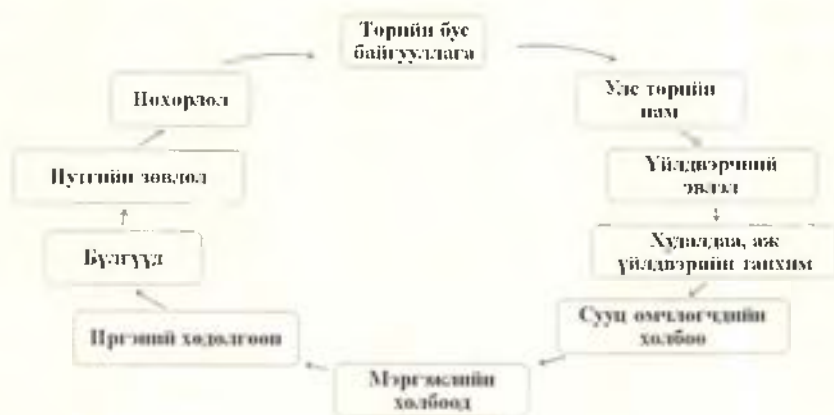 Төрийн бус
байгууллага
Улс төрийн
нам
Үйлдвэрчний
эвлэл
Худалдаа, аж
үйлдвэрийн танхим
Сууц өмчлөгчдийн
холбоо
Мэргэжлийн
холбоод
Иргэний хөдөлгөөн
Бүлгүүд
Нутгийн зөвлөл
Нөхөрлөл